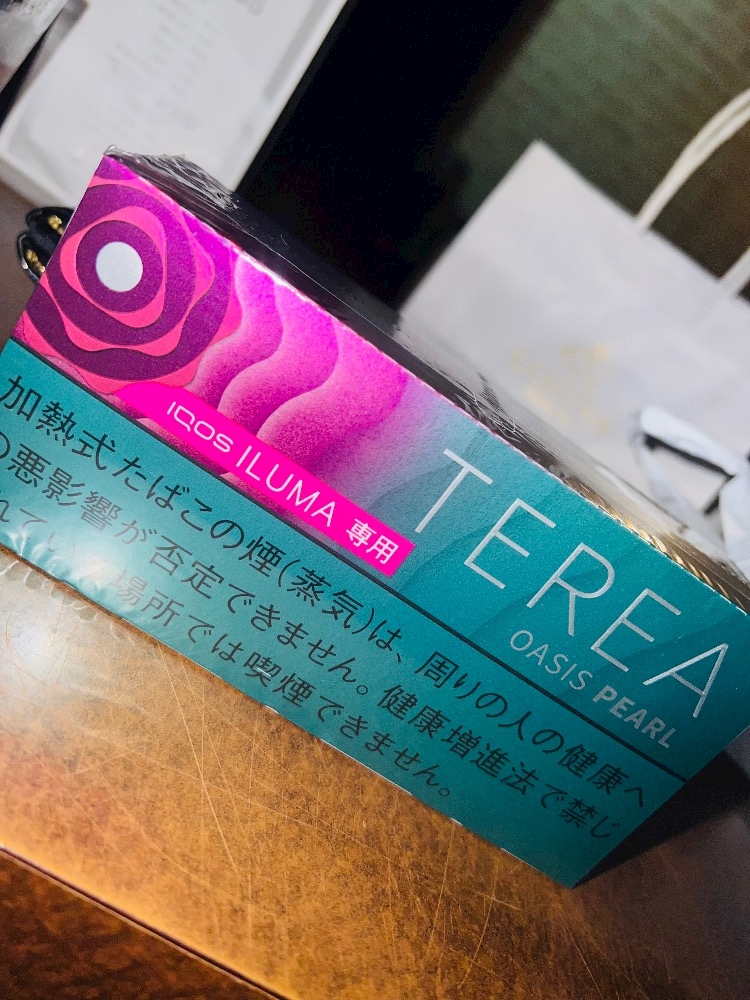 IQOS ILUMA 専用
TEREA
OASIS PEARL
加熱式たばこの煙(蒸気)は、周りの人の健康へ
の悪影響が否定できません。健康増進法で禁じ
れている場所では喫煙できません。